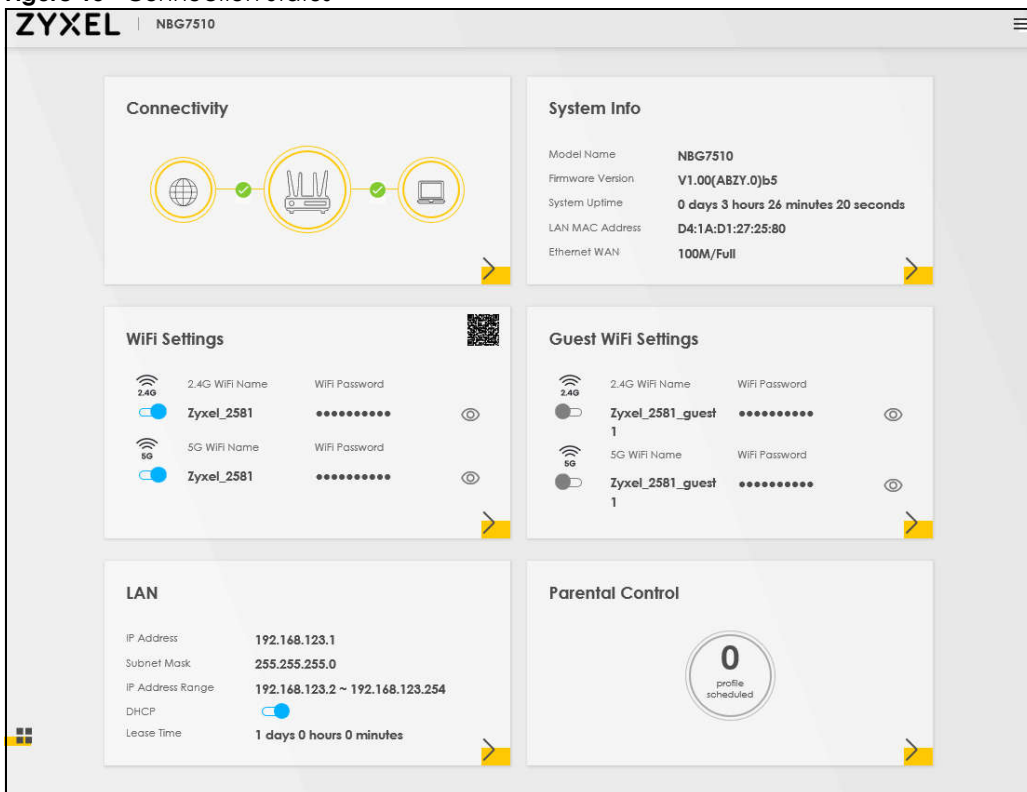 ZYXEL NBG7510
Connectivity
System Info
Model Name NBG7510
Firmware Version V1.00(ABZY.0)b5
System Uptime 0 days 3 hours 26 minutes 20 seconds
LAN MAC Address D4:1A:D1:27:25:80
Ethernet WAN 100M/Full
WiFi Settings
2.4G 2.4G WiFi Name WiFi Password
Zyxel_2581 ●●●●●●●●●●
5G 5G WiFi Name WiFi Password
Zyxel_2581 ●●●●●●●●●●
Guest WiFi Settings
2.4G 2.4G WiFi Name WiFi Password
Zyxel_2581_guest ●●●●●●●●●●
1
5G 5G WiFi Name WiFi Password
Zyxel_2581_guest ●●●●●●●●●●
1
LAN
IP Address 192.168.123.1
Subnet Mask 255.255.255.0
IP Address Range 192.168.123.2 ~ 192.168.123.254
DHCP
Lease Time 1 days 0 hours 0 minutes
Parental Control
0
profile
scheduled